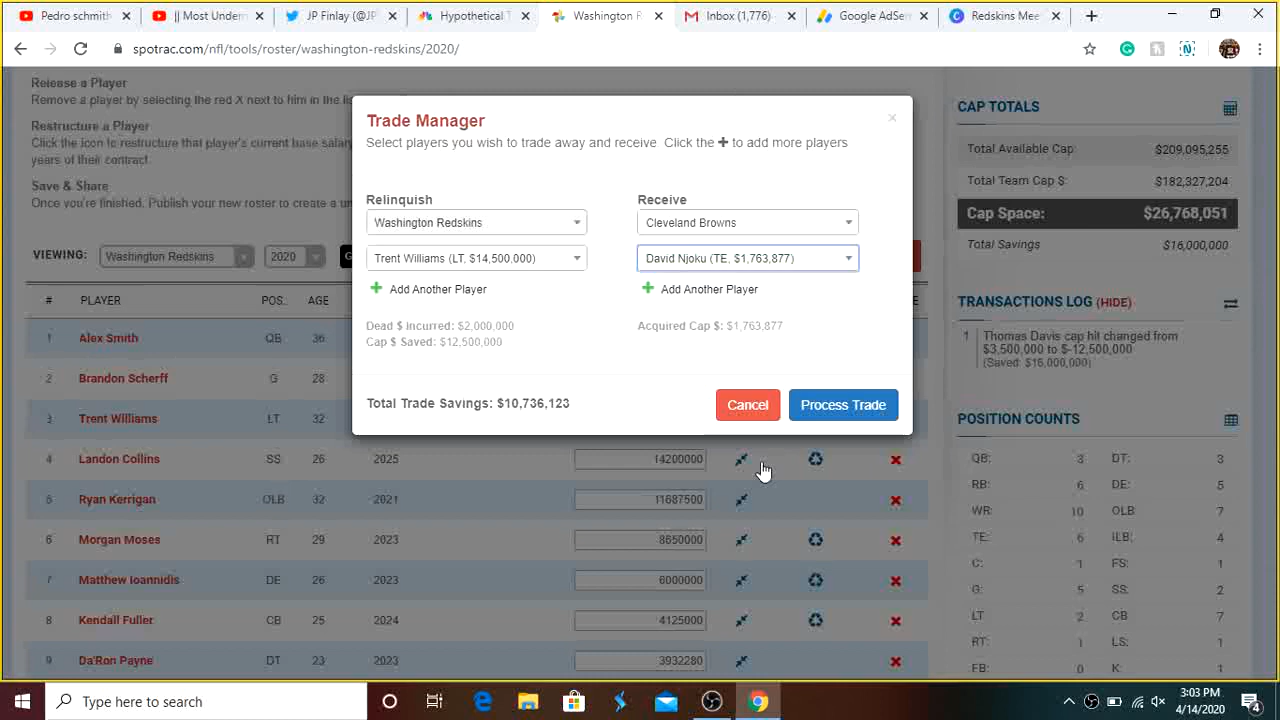 Pedro schmitt
|| Most Underr
JP Finlay (@JP
Hypothetical T
Washington R
Inbox (1,776)
Google AdSer
Redskins Mee
spotrac.com/nfl/tools/roster/washington-redskins/2020/
Release a Player
Remove a player by selecting the red X next to him in the
Restructure a Player
Click the icon to restructure that player's current base salary
years of their contract.
Save & Share
Once you're finished, Publish your new roster to create a
VIEWING: Washington Redskins 2020
# PLAYER POS. AGE
1 Alex Smith QB 36
2 Brandon Scherff G 28
3 Trent Williams LT 32
4 Landon Collins SS 26 2025 14200000
5 Ryan Kerrigan OLB 32 2021 11687500
6 Morgan Moses RT 29 2023 8650000
7 Matthew Ioannidis DE 26 2023 6000000
8 Kendall Fuller CB 25 2024 4125000
9 Da'Ron Payne DT 23 2023 3932280
Trade Manager
Select players you wish to trade away and receive Click the + to add more players
Relinquish
Washington Redskins
Trent Williams (LT, $14,500,000)
Add Another Player
Dead $ incurred: $2,000,000
Cap $ Saved: $12,500,000
Receive
Cleveland Browns
David Njoku (TE, $1,763,877)
Add Another Player
Acquired Cap $: $1,763,877
Total Trade Savings: $10,736,123
Cancel
Process Trade
CAP TOTALS
Total Available Cap: $209,095,255
Total Team Cap $: $182,327,204
Cap Space: $26,768,051
Total Savings $16,000,000
TRANSACTIONS LOG (HIDE)
1 Thomas Davis cap hit changed from
$3,500,000 to $-12,500,000
(Saved: $16,000,000)
POSITION COUNTS
QB: 3 DT: 3
RB: 6 DE: 5
WR: 10 OLB: 7
TE: 6 ILB: 4
C: 1 FS: 1
G: 5 SS: 2
LT 2 CB 7
RT: 1 LS: 1
FB: 0 K: 1
Type here to search
3:03 PM
4/14/2020
4